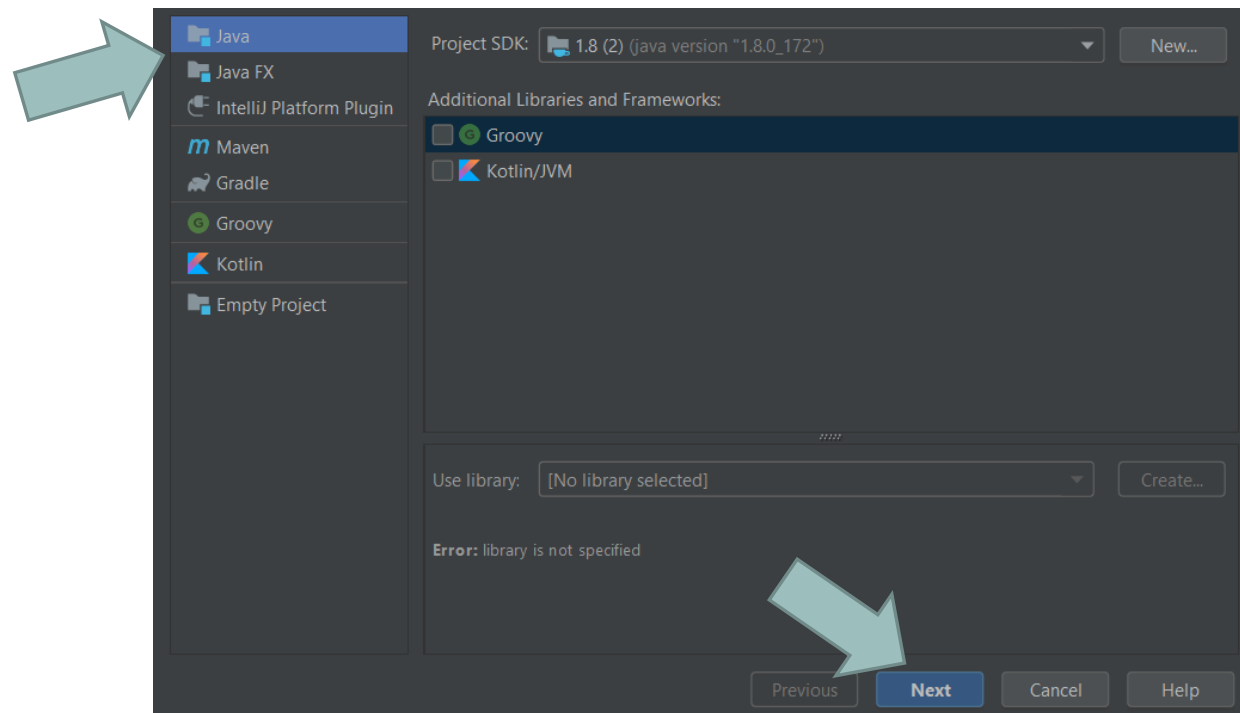 Java
Java FX
IntelliJ Platform Plugin
m Maven
Gradle
G Groovy
Kotlin
Empty Project
Project SDK: 1.8 (2) (java version "1.8.0_172") New...
Additional Libraries and Frameworks:
G Groovy
Kotlin/JVM
Use library: [No library selected] Create...
Error: library is not specified
Previous Next Cancel Help